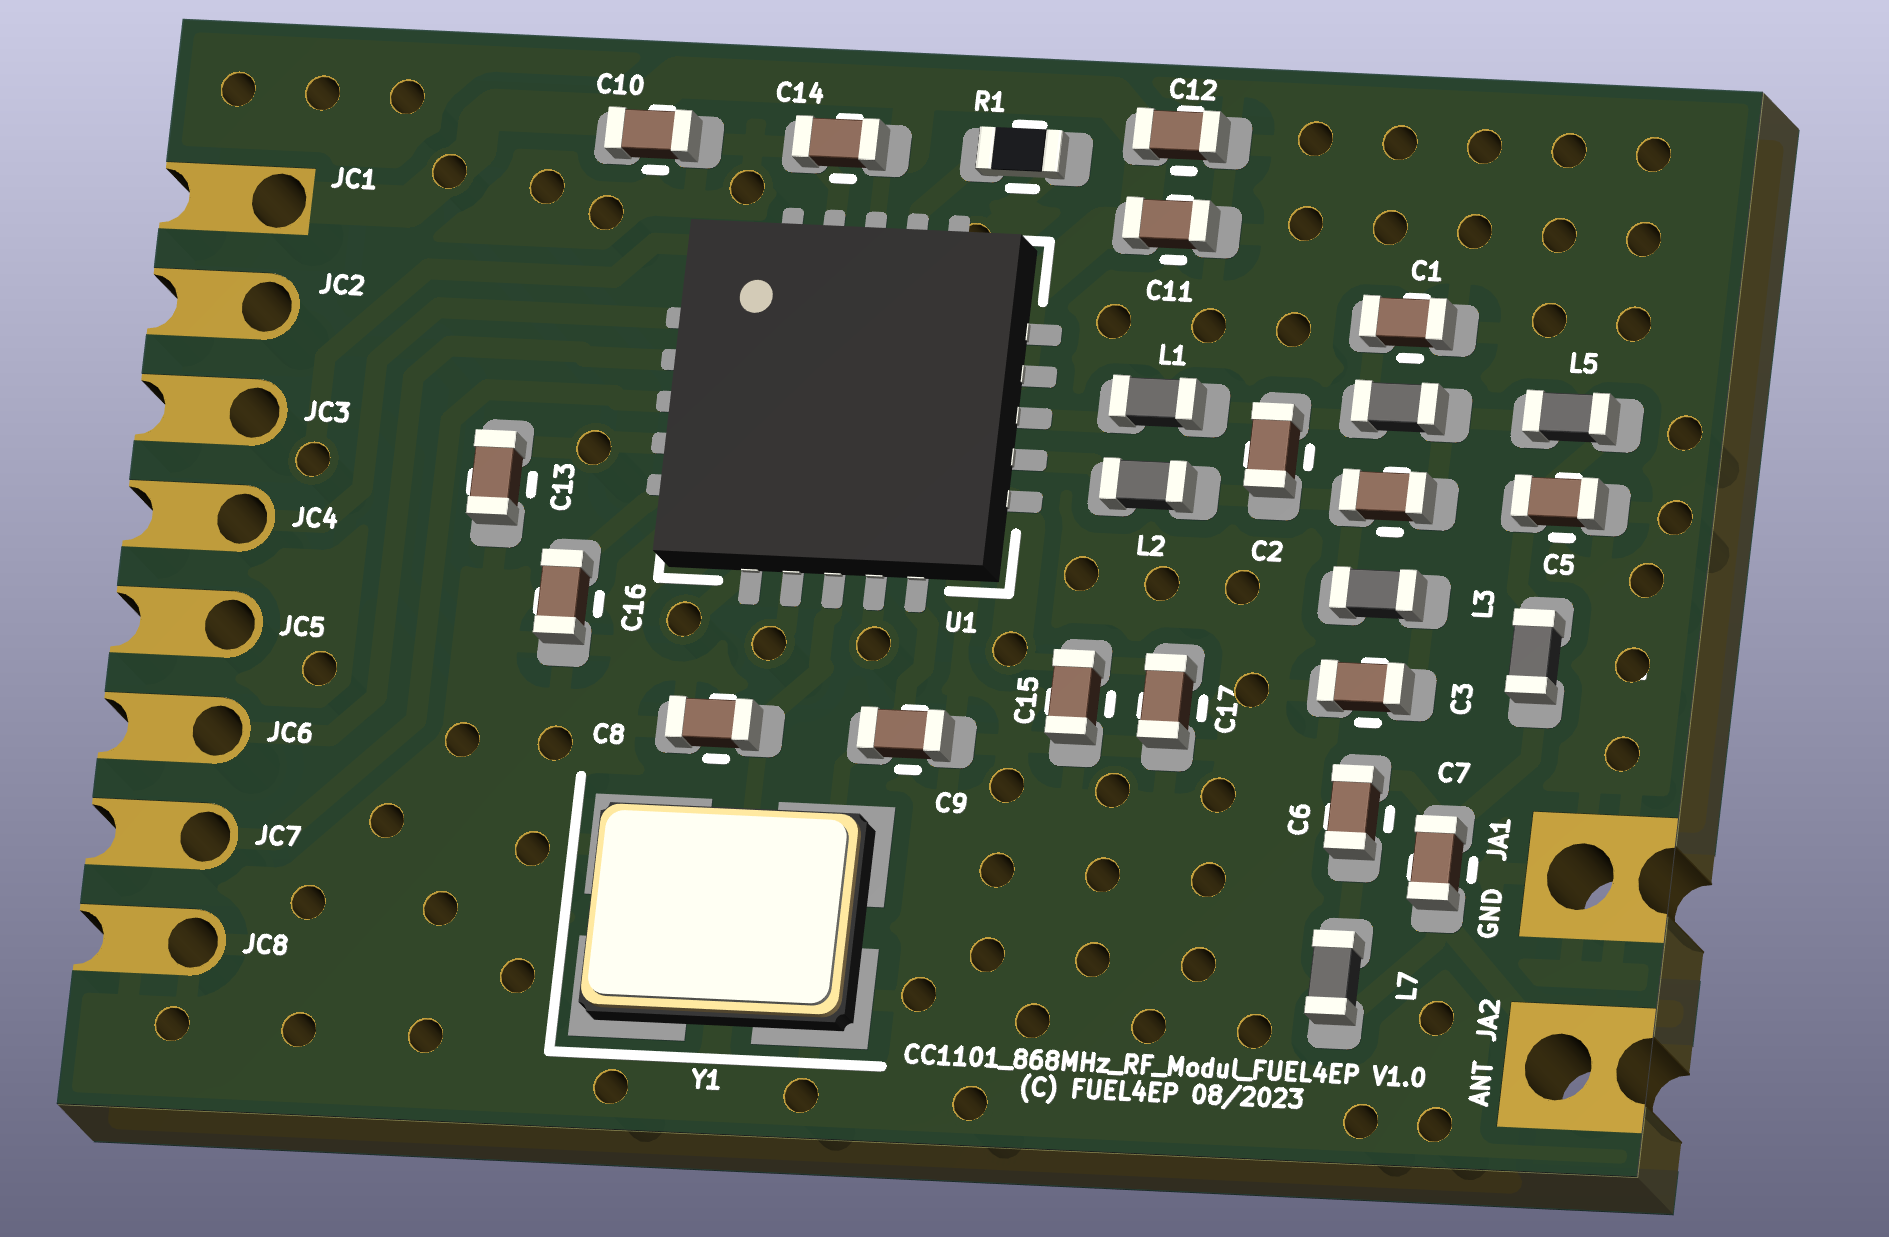 C10
C14
R1
C12
JC1
JC2
C11
C1
L1
L5
JC3
C13
JC4
L2
C2
C5
C16
L3
JC5
U1
C15
C17
C3
JC6
C8
C9
C7
C6
JA1
JC7
GND
JC8
L7
JA2
CC1101_868MHz_RF_Modul_FUEL4EP V1.0
(C) FUEL4EP 08/2023
Y1
ANT